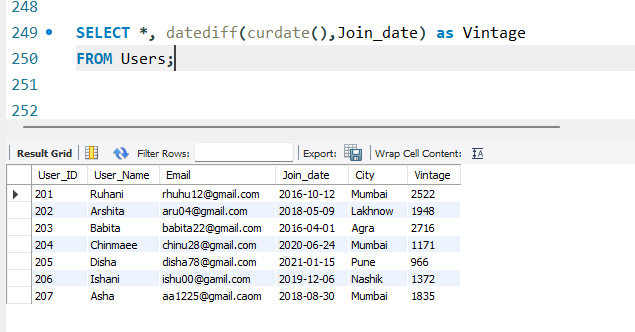 248
249 SELECT *, datediff(curdate(),Join_date) as Vintage
250 FROM Users;
251
252
Result Grid Filter Rows: Export: Wrap Cell Content:
User_ID User_Name Email Join_date City Vintage
201 Ruhani rhuhu12@gmail.com 2016-10-12 Mumbai 2522
202 Arshita aru04@gmail.com 2018-05-09 Lakhnow 1948
203 Babita babita22@gmail.com 2016-04-01 Agra 2716
204 Chinmaee chinu28@gmail.com 2020-06-24 Mumbai 1171
205 Disha disha78@gmail.com 2021-01-15 Pune 966
206 Ishani ishu00@gamil.com 2019-12-06 Nashik 1372
207 Asha aa1225@gmail.caom 2018-08-30 Mumbai 1835